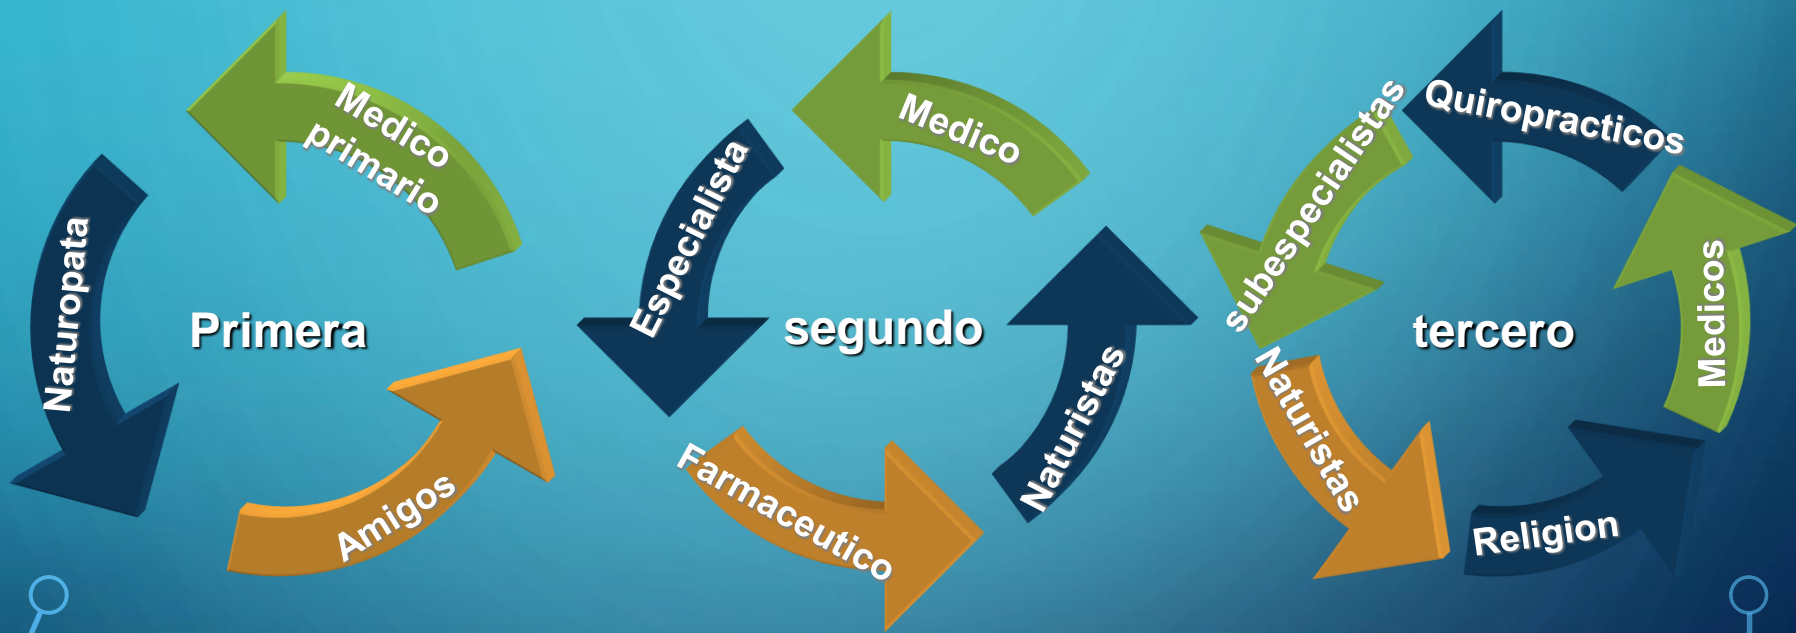 Medico
primario
Naturopata
Primera
Amigos
Medico
Especialista
segundo
Naturistas
Farmaceutico
Quiropracticos
subespecialistas
tercero
Medicos
Naturistas
Religion